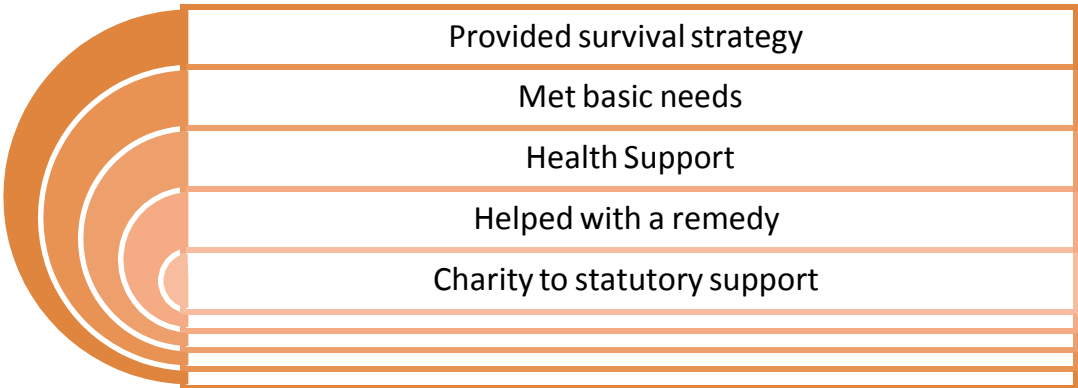 Provided survival strategy
Met basic needs
Health Support
Helped with a remedy
Charity to statutory support